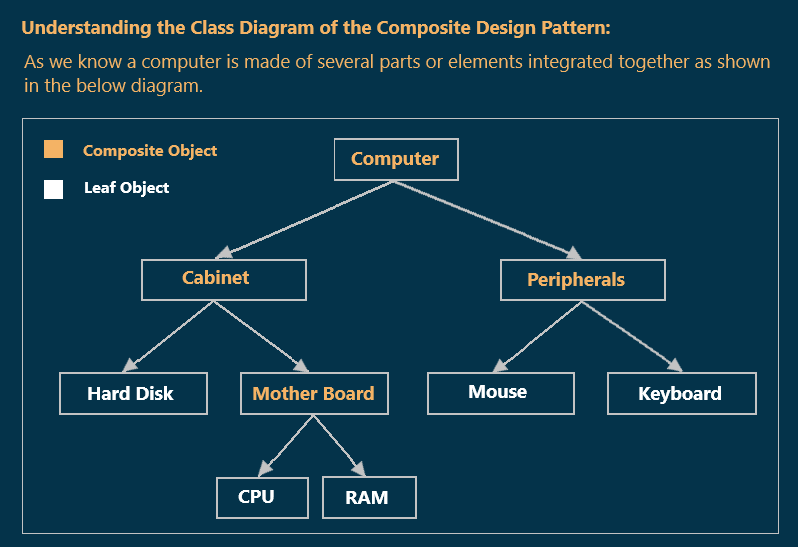 Understanding the Class Diagram of the Composite Design Pattern:
As we know a computer is made of several parts or elements integrated together as shown
in the below diagram.
Composite Object
Leaf Object
Computer
Cabinet
Peripherals
Hard Disk
Mother Board
Mouse
Keyboard
CPU
RAM